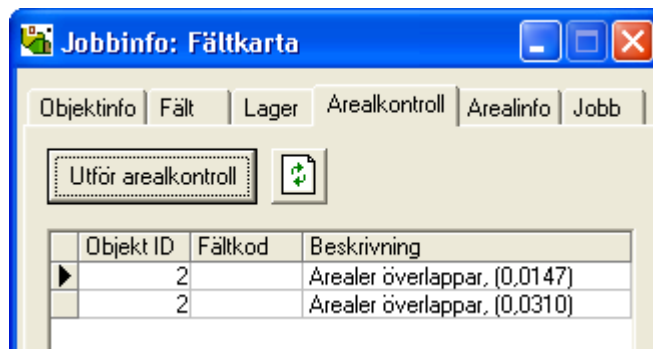 Jobbinfo: Fältkarta
Objektinfo Fält Lager Arealkontroll Arealinfo Jobb
Utför arealkontroll
Objekt ID Fältkod Beskrivning
2 Arealer överlappar, (0,0147)
2 Arealer överlappar, (0,0310)